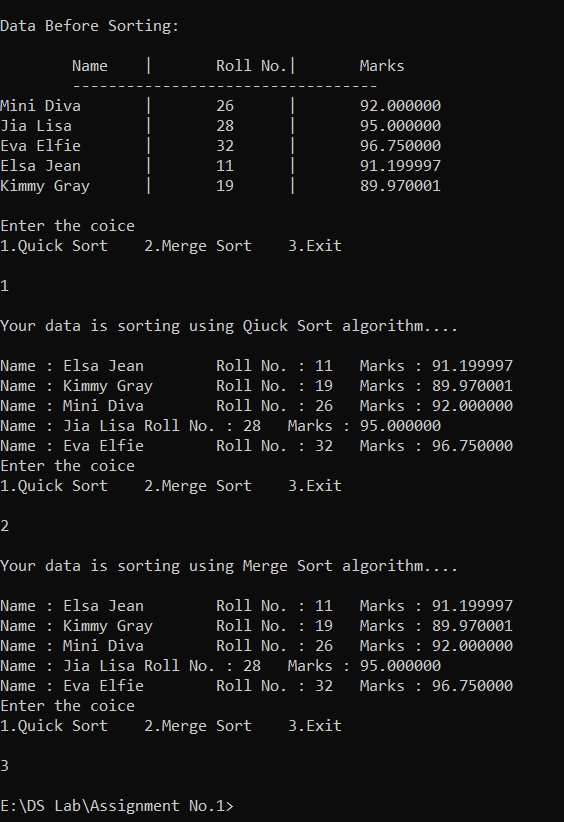 Data Before Sorting:
Name | Roll No.| Marks
----------------------------------
Mini Diva | 26 | 92.000000
Jia Lisa | 28 | 95.000000
Eva Elfie | 32 | 96.750000
Elsa Jean | 11 | 91.199997
Kimmy Gray | 19 | 89.970001
Enter the coice
1.Quick Sort 2.Merge Sort 3.Exit
1
Your data is sorting using Qiuck Sort algorithm....
Name : Elsa Jean Roll No. : 11 Marks : 91.199997
Name : Kimmy Gray Roll No. : 19 Marks : 89.970001
Name : Mini Diva Roll No. : 26 Marks : 92.000000
Name : Jia Lisa Roll No. : 28 Marks : 95.000000
Name : Eva Elfie Roll No. : 32 Marks : 96.750000
Enter the coice
1.Quick Sort 2.Merge Sort 3.Exit
2
Your data is sorting using Merge Sort algorithm....
Name : Elsa Jean Roll No. : 11 Marks : 91.199997
Name : Kimmy Gray Roll No. : 19 Marks : 89.970001
Name : Mini Diva Roll No. : 26 Marks : 92.000000
Name : Jia Lisa Roll No. : 28 Marks : 95.000000
Name : Eva Elfie Roll No. : 32 Marks : 96.750000
Enter the coice
1.Quick Sort 2.Merge Sort 3.Exit
3
E:\DS Lab\Assignment No.1>